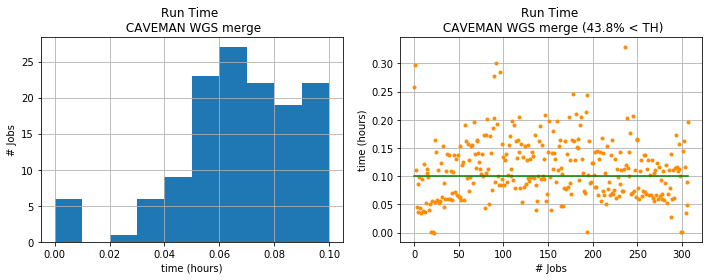 Run Time
CAVEMAN WGS merge
# Jobs
25
20
15
10
5
0
0.00 0.02 0.04 0.06 0.08 0.10
time (hours)
Run Time
CAVEMAN WGS merge (43.8% < TH)
time (hours)
0.30
0.25
0.20
0.15
0.10
0.05
0.00
0 50 100 150 200 250 300
# Jobs